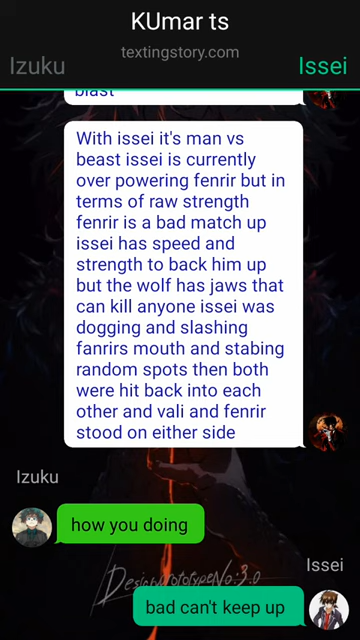 KUmar ts
textingstory.com
Izuku
Issei
blast
With issei it's man vs
beast issei is currently
over powering fenrir but in
terms of raw strength
fenrir is a bad match up
issei has speed and
strength to back him up
but the wolf has jaws that
can kill anyone issei was
dogging and slashing
fanrirs mouth and stabing
random spots then both
were hit back into each
other and vali and fenrir
stood on either side
Izuku
how you doing
Issei
DesignprototypeNo:3.0
bad can't keep up